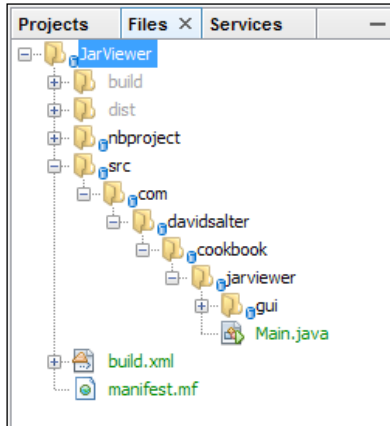 Projects Files × Services
JarViewer
build
dist
nbproject
src
com
davidsalter
cookbook
jarviewer
gui
Main.java
build.xml
manifest.mf